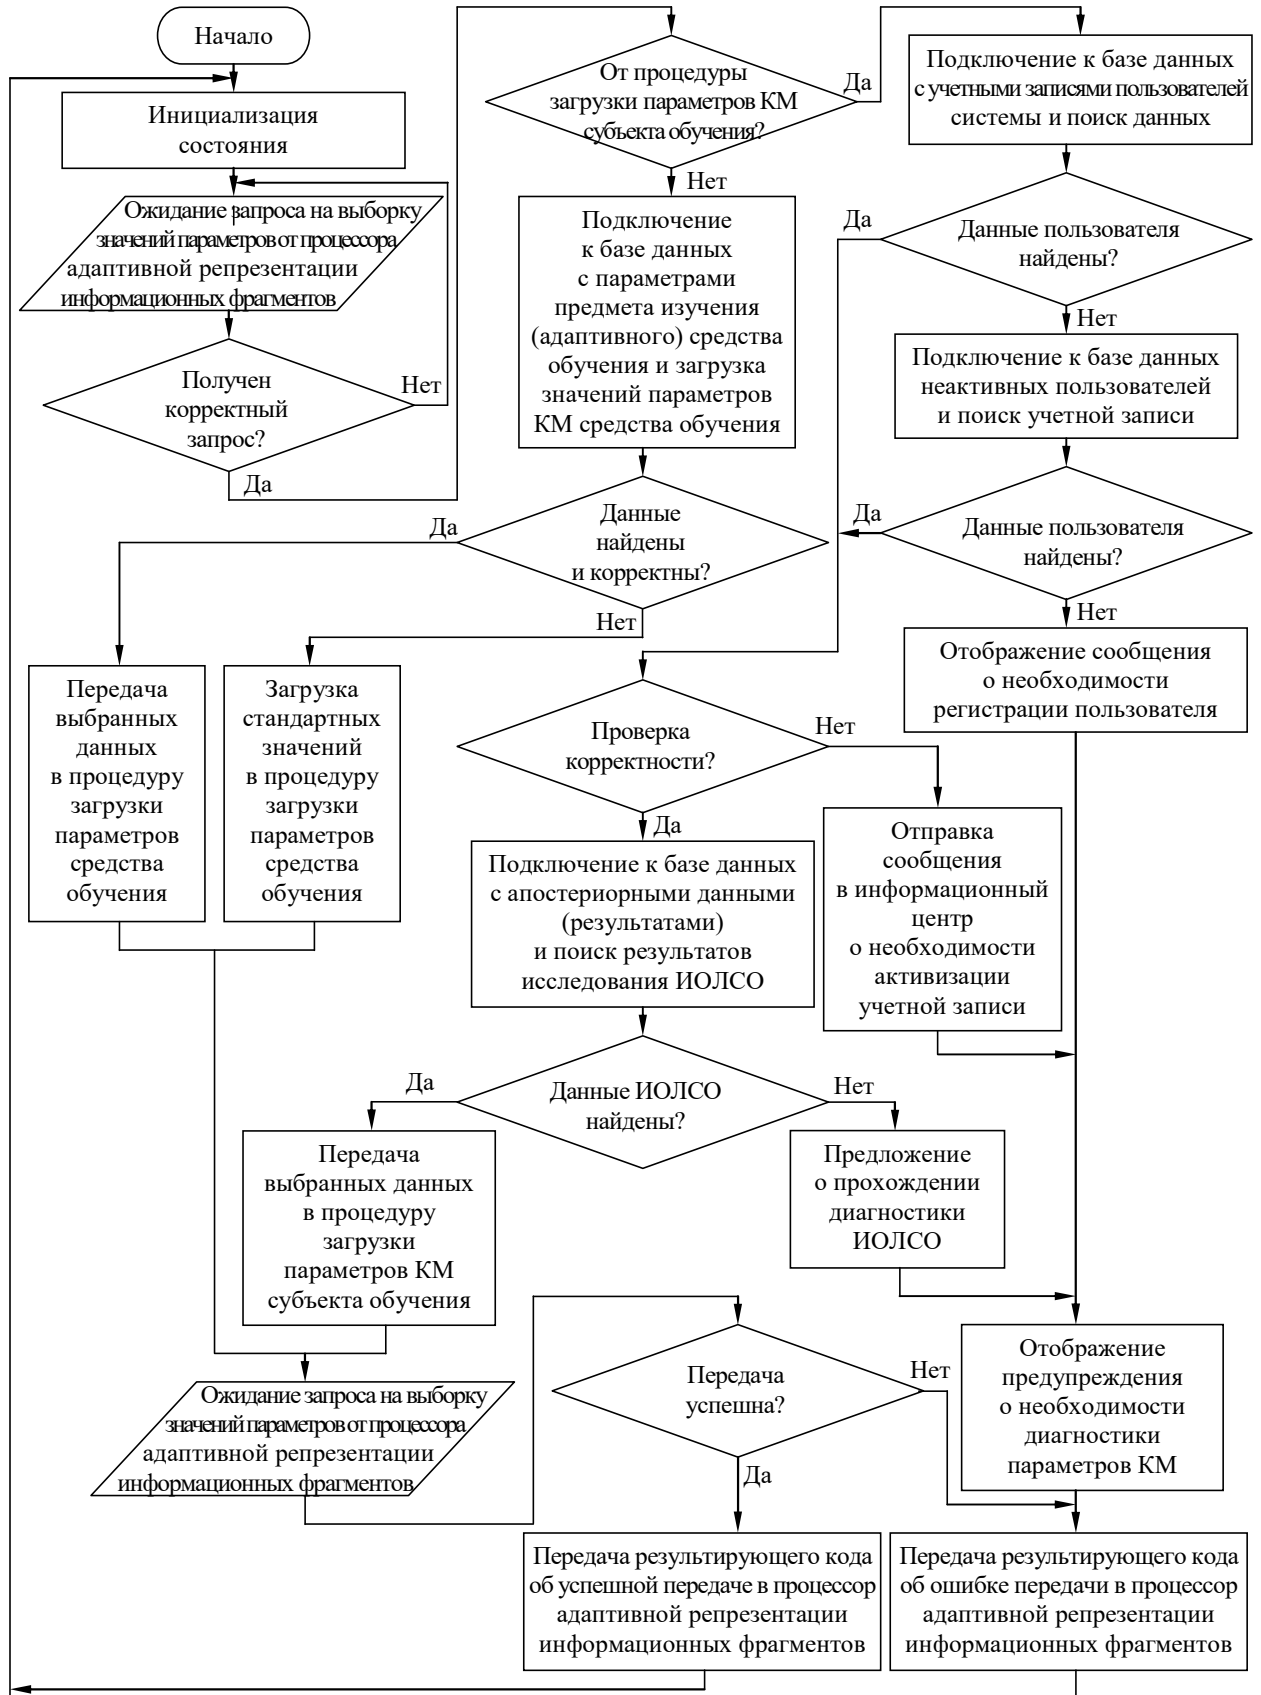 Начало
Инициализация
состояния
Ожидание запроса на выборку
значений параметров от процессора
адаптивной репрезентации
информационных фрагментов
Получен
корректный
запрос?
Нет
Да
От процедуры
загрузки параметров КМ
субъекта обучения?
Да
Нет
Подключение к базе данных
с учетными записями пользователей
системы и поиск данных
Подключение
к базе данных
с параметрами
предмета изучения
(адаптивного) средства
обучения и загрузка
значений параметров
КМ средства обучения
Да
Данные пользователя
найдены?
Нет
Подключение к базе данных
неактивных пользователей
и поиск учетной записи
Да
Данные
найдены
и корректны?
Нет
Да
Данные пользователя
найдены?
Нет
Отображение сообщения
о необходимости
регистрации пользователя
Передача
выбранных
данных
в процедуру
загрузки
параметров
средства
обучения
Загрузка
стандартных
значений
в процедуру
загрузки
параметров
средства
обучения
Проверка
корректности?
Нет
Да
Отправка
сообщения
в информационный
центр
о необходимости
активизации
учетной записи
Подключение к базе данных
с апостериорными данными
(результатами)
и поиск результатов
исследования ИОЛСО
Да
Данные ИОЛСО
найдены?
Нет
Передача
выбранных данных
в процедуру
загрузки
параметров КМ
субъекта обучения
Предложение
о прохождении
диагностики
ИОЛСО
Ожидание запроса на выборку
значений параметров от процессора
адаптивной репрезентации
информационных фрагментов
Передача
успешна?
Нет
Да
Отображение
предупреждения
о необходимости
диагностики
параметров КМ
Передача результирующего кода
об успешной передаче в процессор
адаптивной репрезентации
информационных фрагментов
Передача результирующего кода
об ошибке передачи в процессор
адаптивной репрезентации
информационных фрагментов